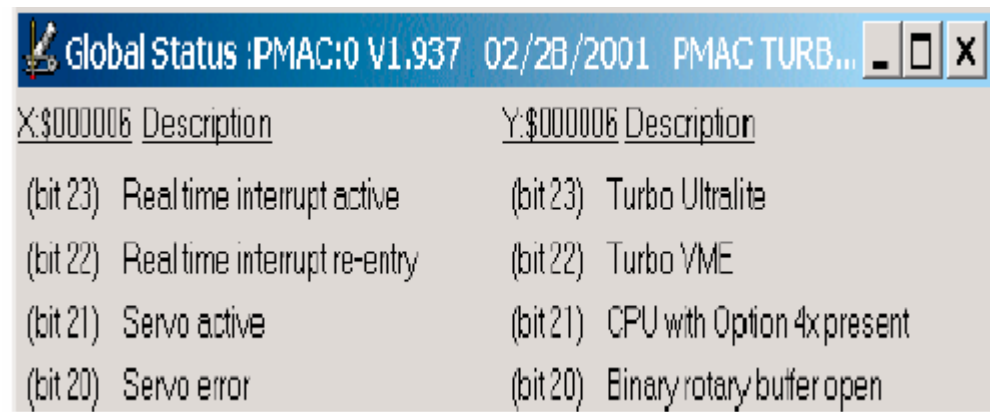 Global Status :PMAC:0 V1.937 02/28/2001 PMAC TURB...
X:$000006 Description Y:$000006 Description
(bit 23) Real time interrupt active (bit 23) Turbo Ultralite
(bit 22) Real time interrupt re-entry (bit 22) Turbo VME
(bit 21) Servo active (bit 21) CPU with Option 4x present
(bit 20) Servo error (bit 20) Binary rotary buffer open